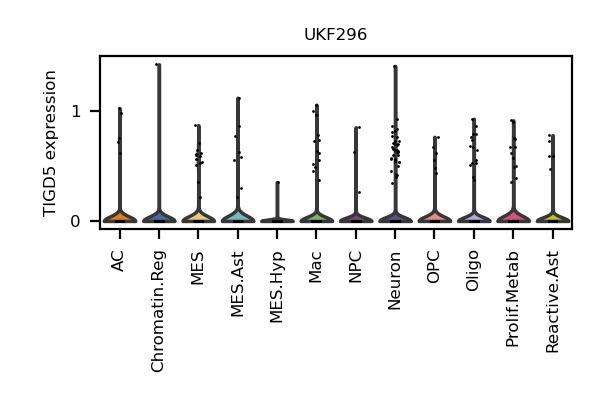 UKF296
TIGD5 expression
1
0
AC
Chromatin.Reg
MES
MES.Ast
MES.Hyp
Mac
NPC
Neuron
OPC
Oligo
Prolif.Metab
Reactive.Ast